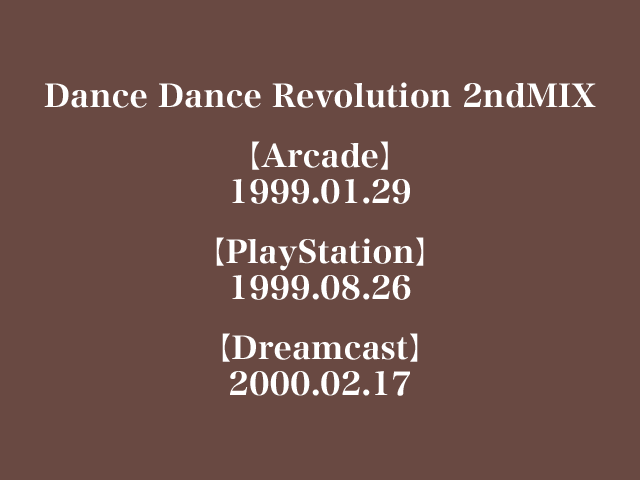 Dance Dance Revolution 2ndMIX
【Arcade】
1999.01.29
【PlayStation】
1999.08.26
【Dreamcast】
2000.02.17